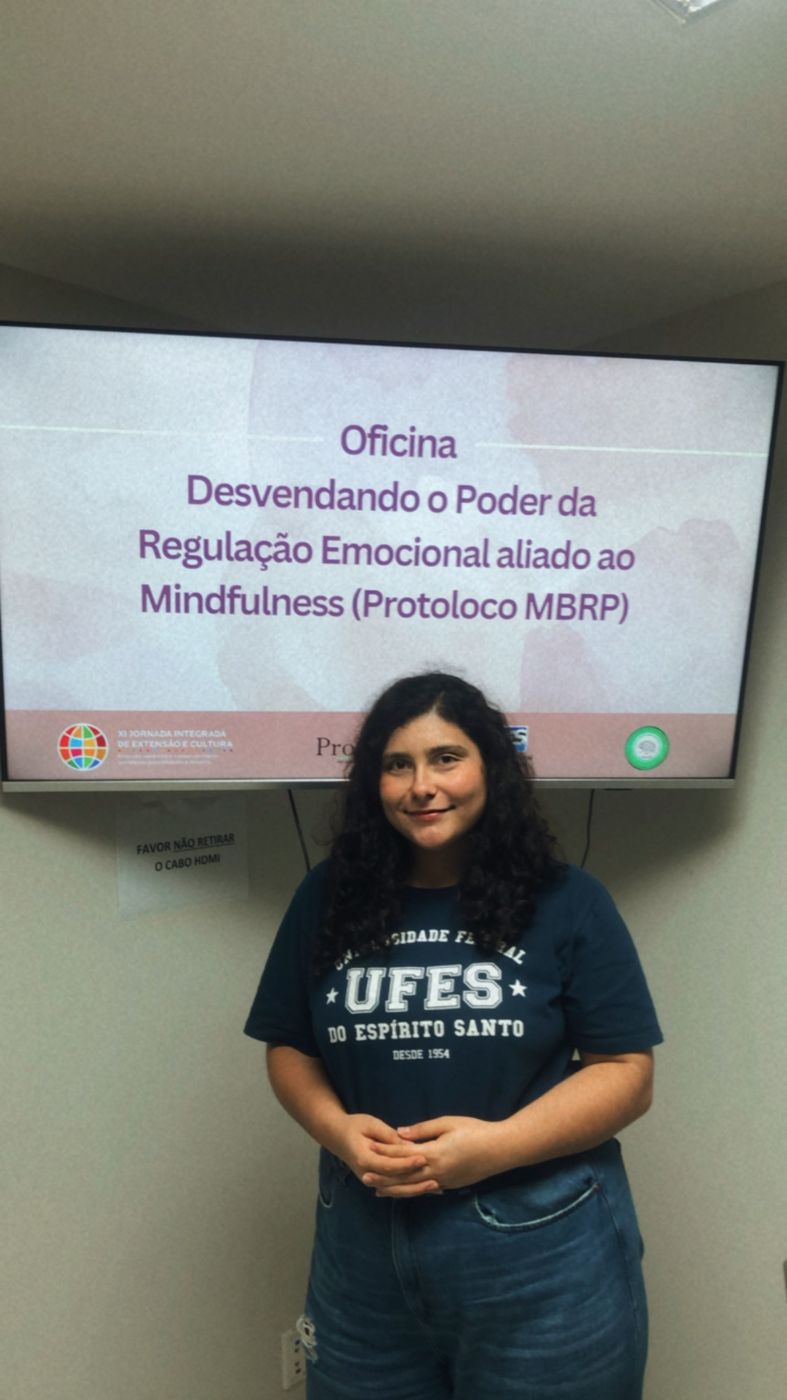 Oficina
Desvendando o Poder da
Regulação Emocional aliado ao
Mindfulness (Protoloco MBRP)
XI JORNADA INTEGRADA
DE EXTENSÃO E CULTURA
FAVOR NÃO RETIRAR
O CABO HDMI
UFES
DO ESPÍRITO SANTO
DESDE 1954